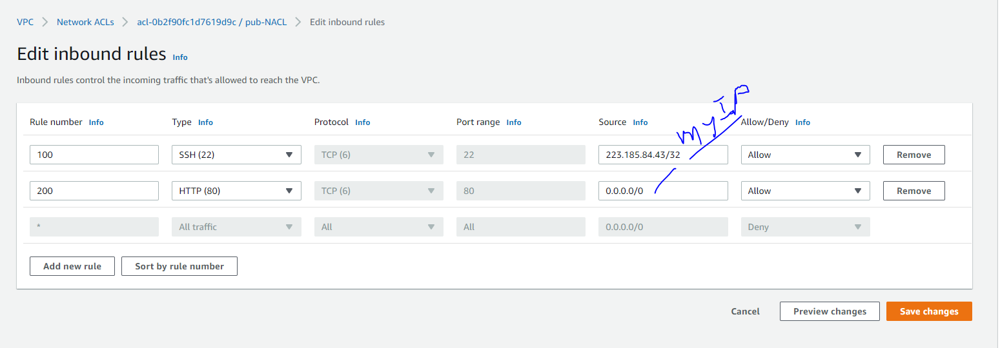 VPC > Network ACLs > acl-0b2f90fc1d7619d9c / pub-NACL > Edit inbound rules
Edit inbound rules Info
Inbound rules control the incoming traffic that's allowed to reach the VPC.
my IP
Rule number Info Type Info Protocol Info Port range Info Source Info Allow/Deny Info
100 SSH (22) TCP (6) 22 223.185.84.43/32 Allow Remove
200 HTTP (80) TCP (6) 80 0.0.0.0/0 Allow Remove
* All traffic All All 0.0.0.0/0 Deny
Add new rule Sort by rule number
Cancel Preview changes Save changes